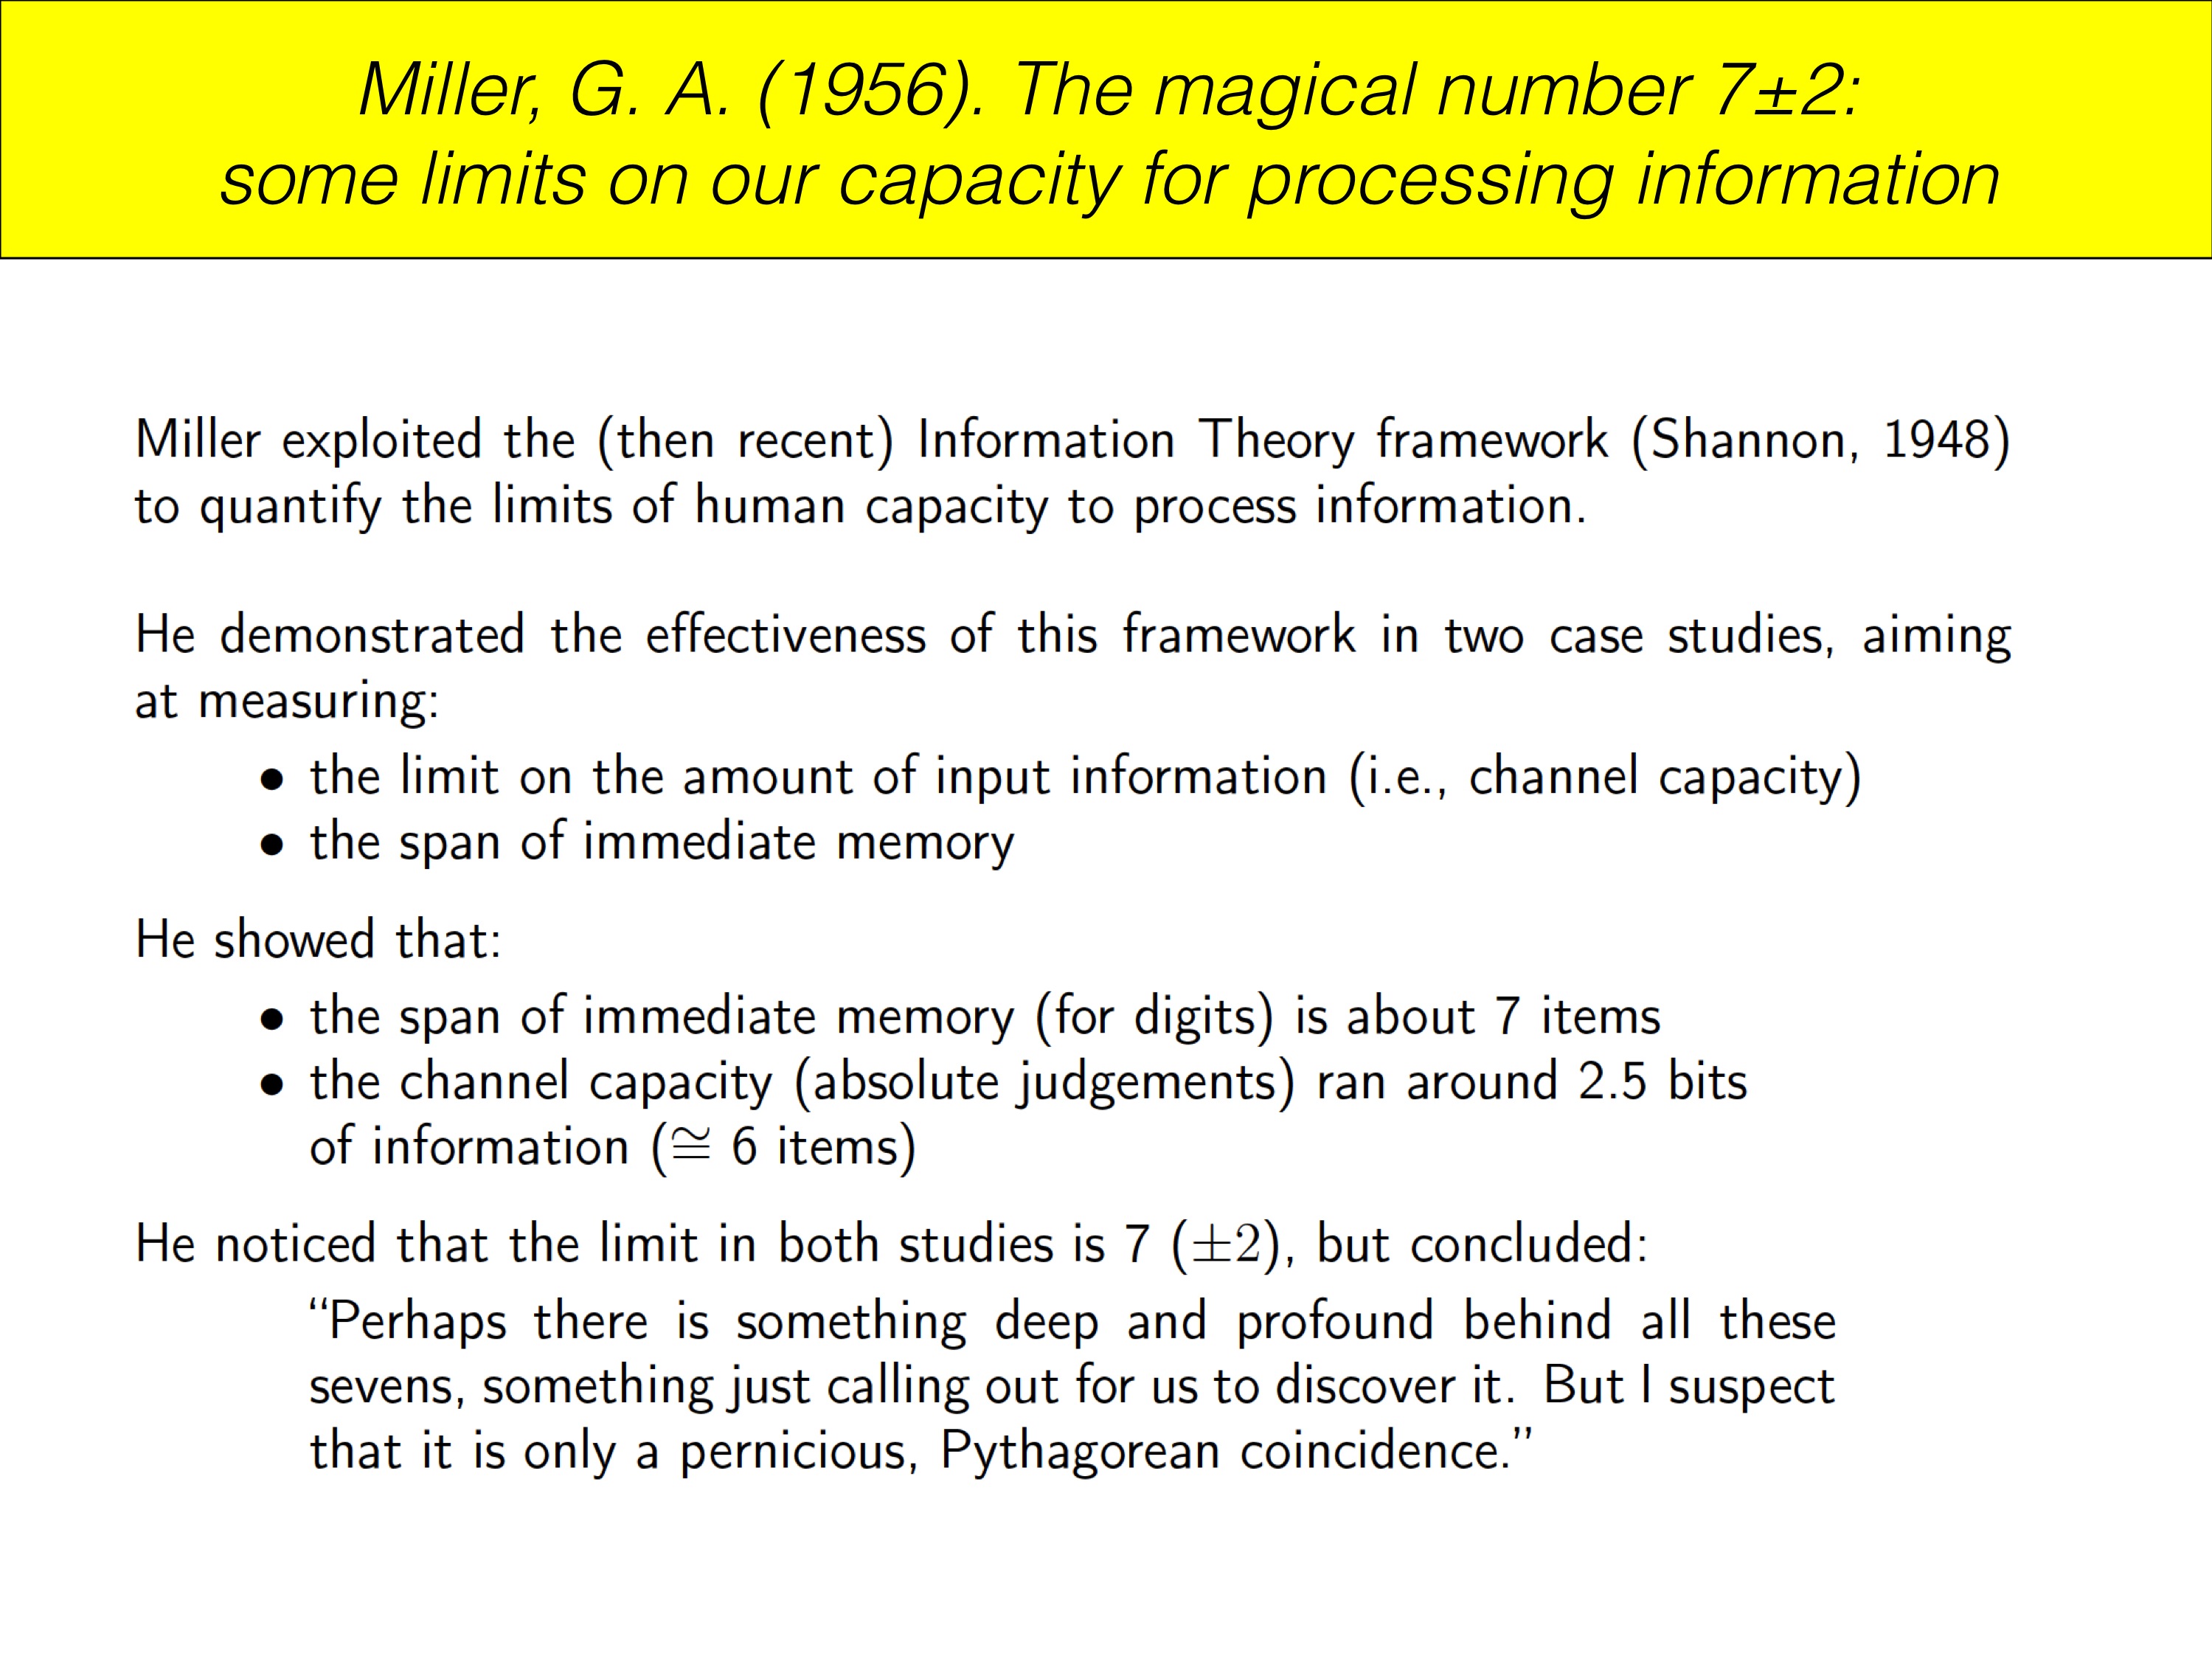 Miller, G. A. (1956). The magical number 7±2:
some limits on our capacity for processing information
Miller exploited the (then recent) Information Theory framework (Shannon, 1948)
to quantify the limits of human capacity to process information.
He demonstrated the effectiveness of this framework in two case studies, aiming
at measuring:
• the limit on the amount of input information (i.e., channel capacity)
• the span of immediate memory
He showed that:
• the span of immediate memory (for digits) is about 7 items
• the channel capacity (absolute judgements) ran around 2.5 bits
of information (≅ 6 items)
He noticed that the limit in both studies is 7 (±2), but concluded:
“Perhaps there is something deep and profound behind all these
sevens, something just calling out for us to discover it. But I suspect
that it is only a pernicious, Pythagorean coincidence.”